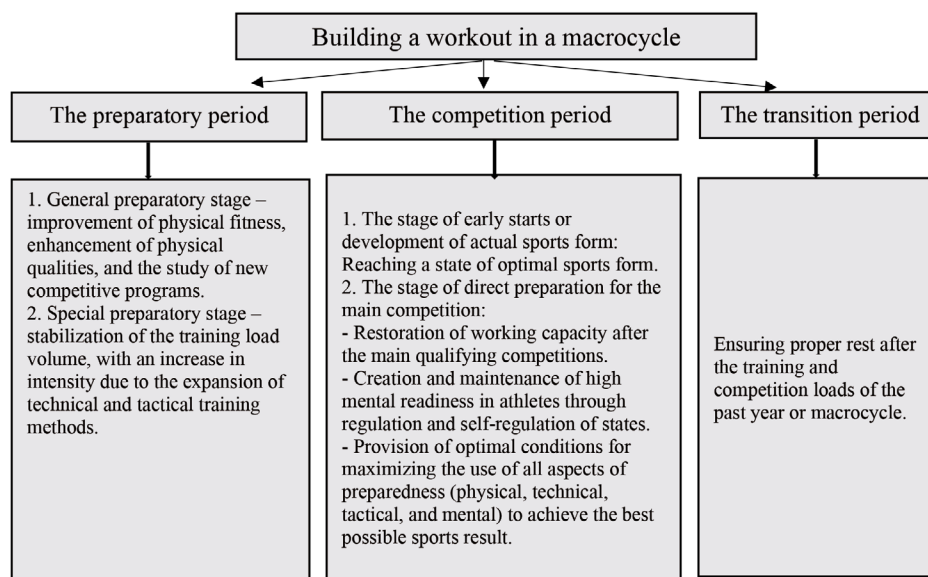 Building a workout in a macrocycle
The preparatory period
The competition period
The transition period
1. General preparatory stage –
improvement of physical fitness,
enhancement of physical
qualities, and the study of new
competitive programs.
2. Special preparatory stage –
stabilization of the training load
volume, with an increase in
intensity due to the expansion of
technical and tactical training
methods.
1. The stage of early starts or
development of actual sports form:
Reaching a state of optimal sports form.
2. The stage of direct preparation for the
main competition:
- Restoration of working capacity after
the main qualifying competitions.
- Creation and maintenance of high
mental readiness in athletes through
regulation and self-regulation of states.
- Provision of optimal conditions for
maximizing the use of all aspects of
preparedness (physical, technical,
tactical, and mental) to achieve the best
possible sports result.
Ensuring proper rest after
the training and
competition loads of the
past year or macrocycle.